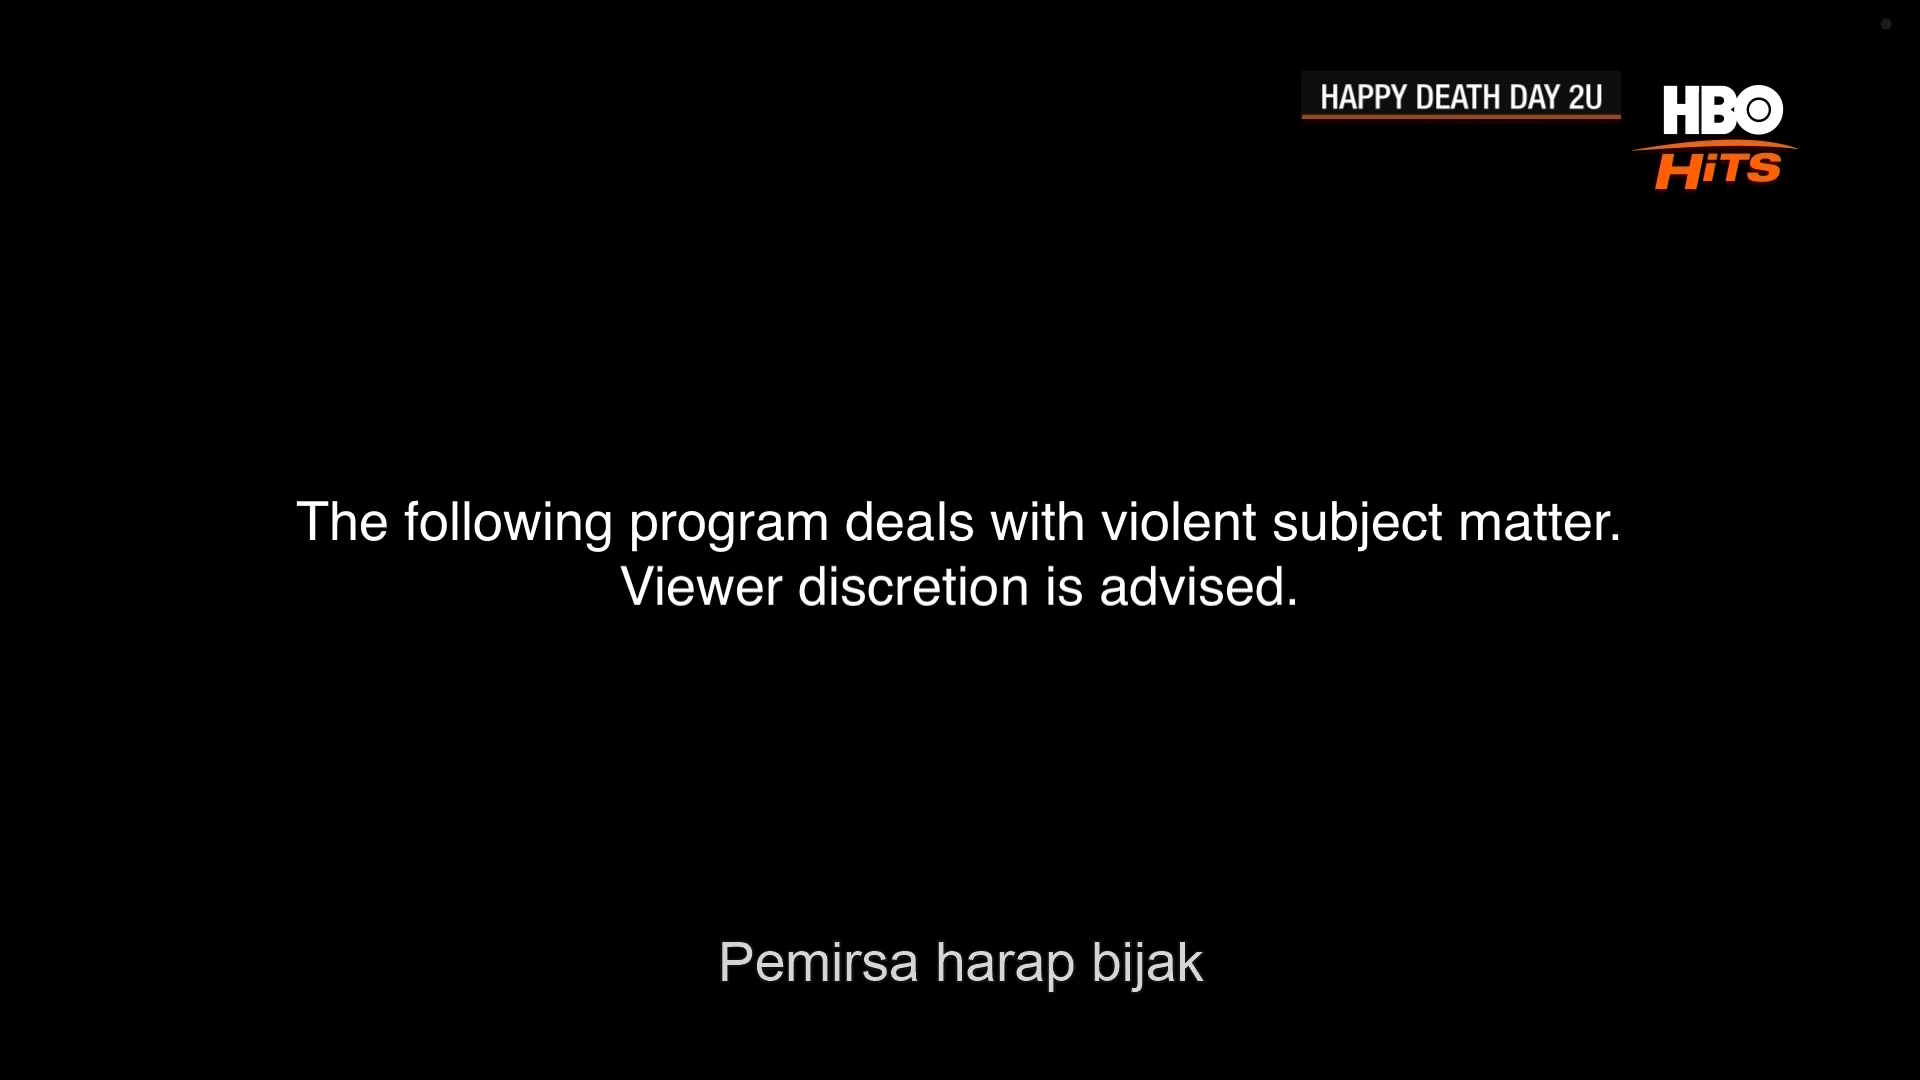 HAPPY DEATH DAY 2U
HBO
HiTS
The following program deals with violent subject matter.
Viewer discretion is advised.
Pemirsa harap bijak